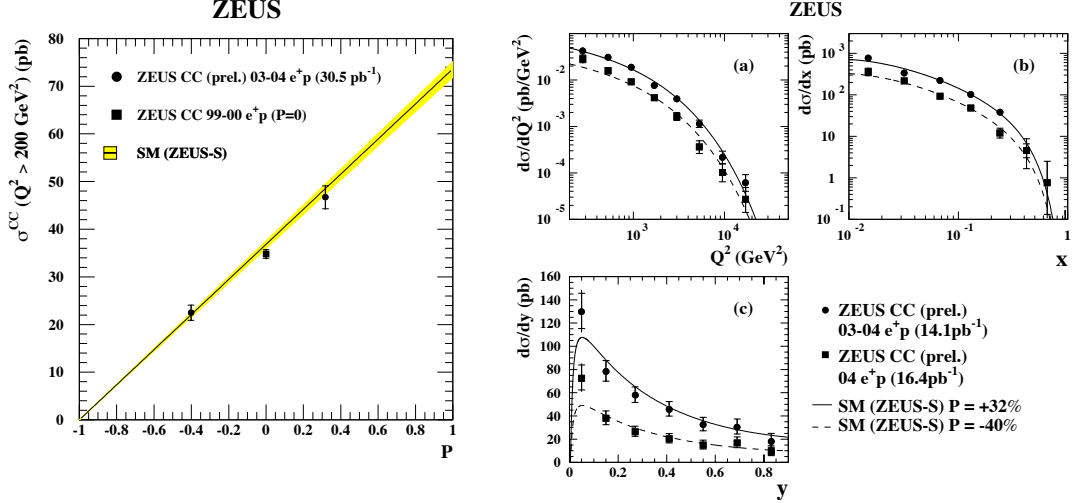 ZEUS
σ^CC (Q² > 200 GeV²) (pb)
80
70
60
50
40
30
20
10
0
ZEUS CC (prel.) 03-04 e⁺p (30.5 pb⁻¹)
ZEUS CC 99-00 e⁺p (P=0)
SM (ZEUS-S)
-1 -0.8 -0.6 -0.4 -0.2 0 0.2 0.4 0.6 0.8 1
P
ZEUS
dσ/dQ² (pb/GeV²)
10⁻²
10⁻³
10⁻⁴
10⁻⁵
(a)
10³ 10⁴
Q² (GeV²)
dσ/dx (pb)
10³
10²
10
1
10⁻¹
(b)
10⁻² 10⁻¹ 1
x
dσ/dy (pb)
160
140
120
100
80
60
40
20
0
(c)
0 0.2 0.4 0.6 0.8
y
ZEUS CC (prel.)
03-04 e⁺p (14.1pb⁻¹)
ZEUS CC (prel.)
04 e⁺p (16.4pb⁻¹)
SM (ZEUS-S) P = +32%
SM (ZEUS-S) P = -40%